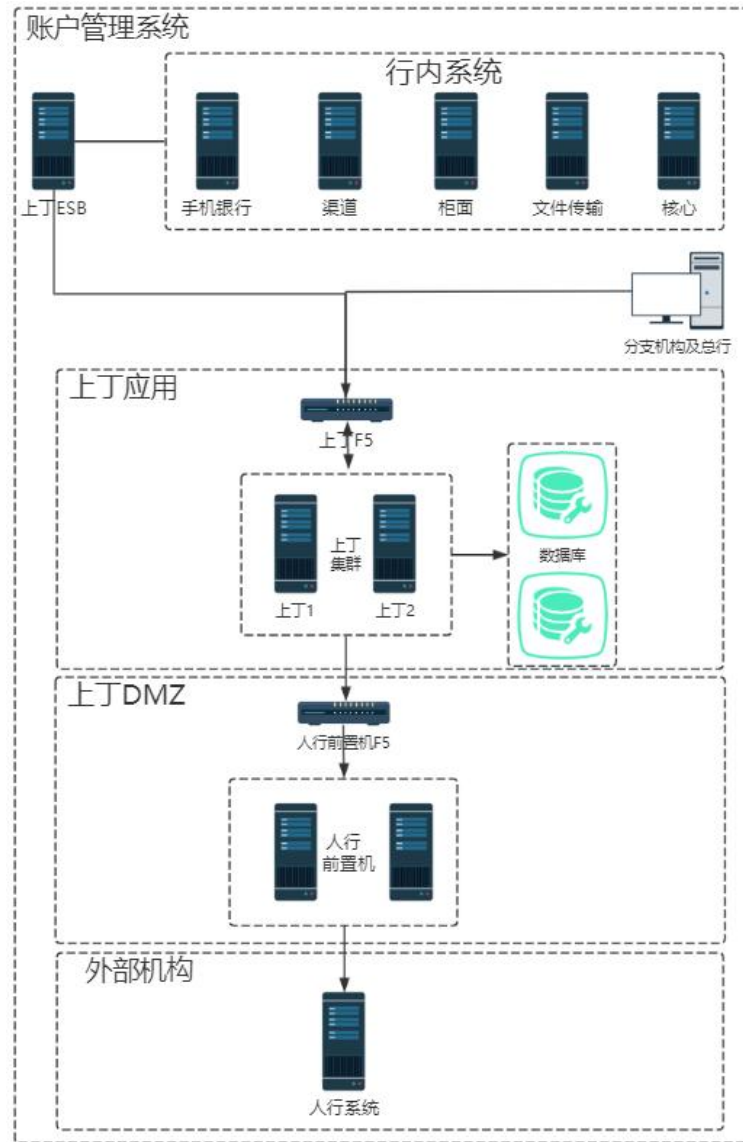 账户管理系统
行内系统
上丁ESB
手机银行
渠道
柜面
文件传输
核心
分支机构及总行
上丁应用
上丁F5
上丁
集群
上丁1
上丁2
数据库
上丁DMZ
人行前置机F5
人行
前置机
外部机构
人行系统